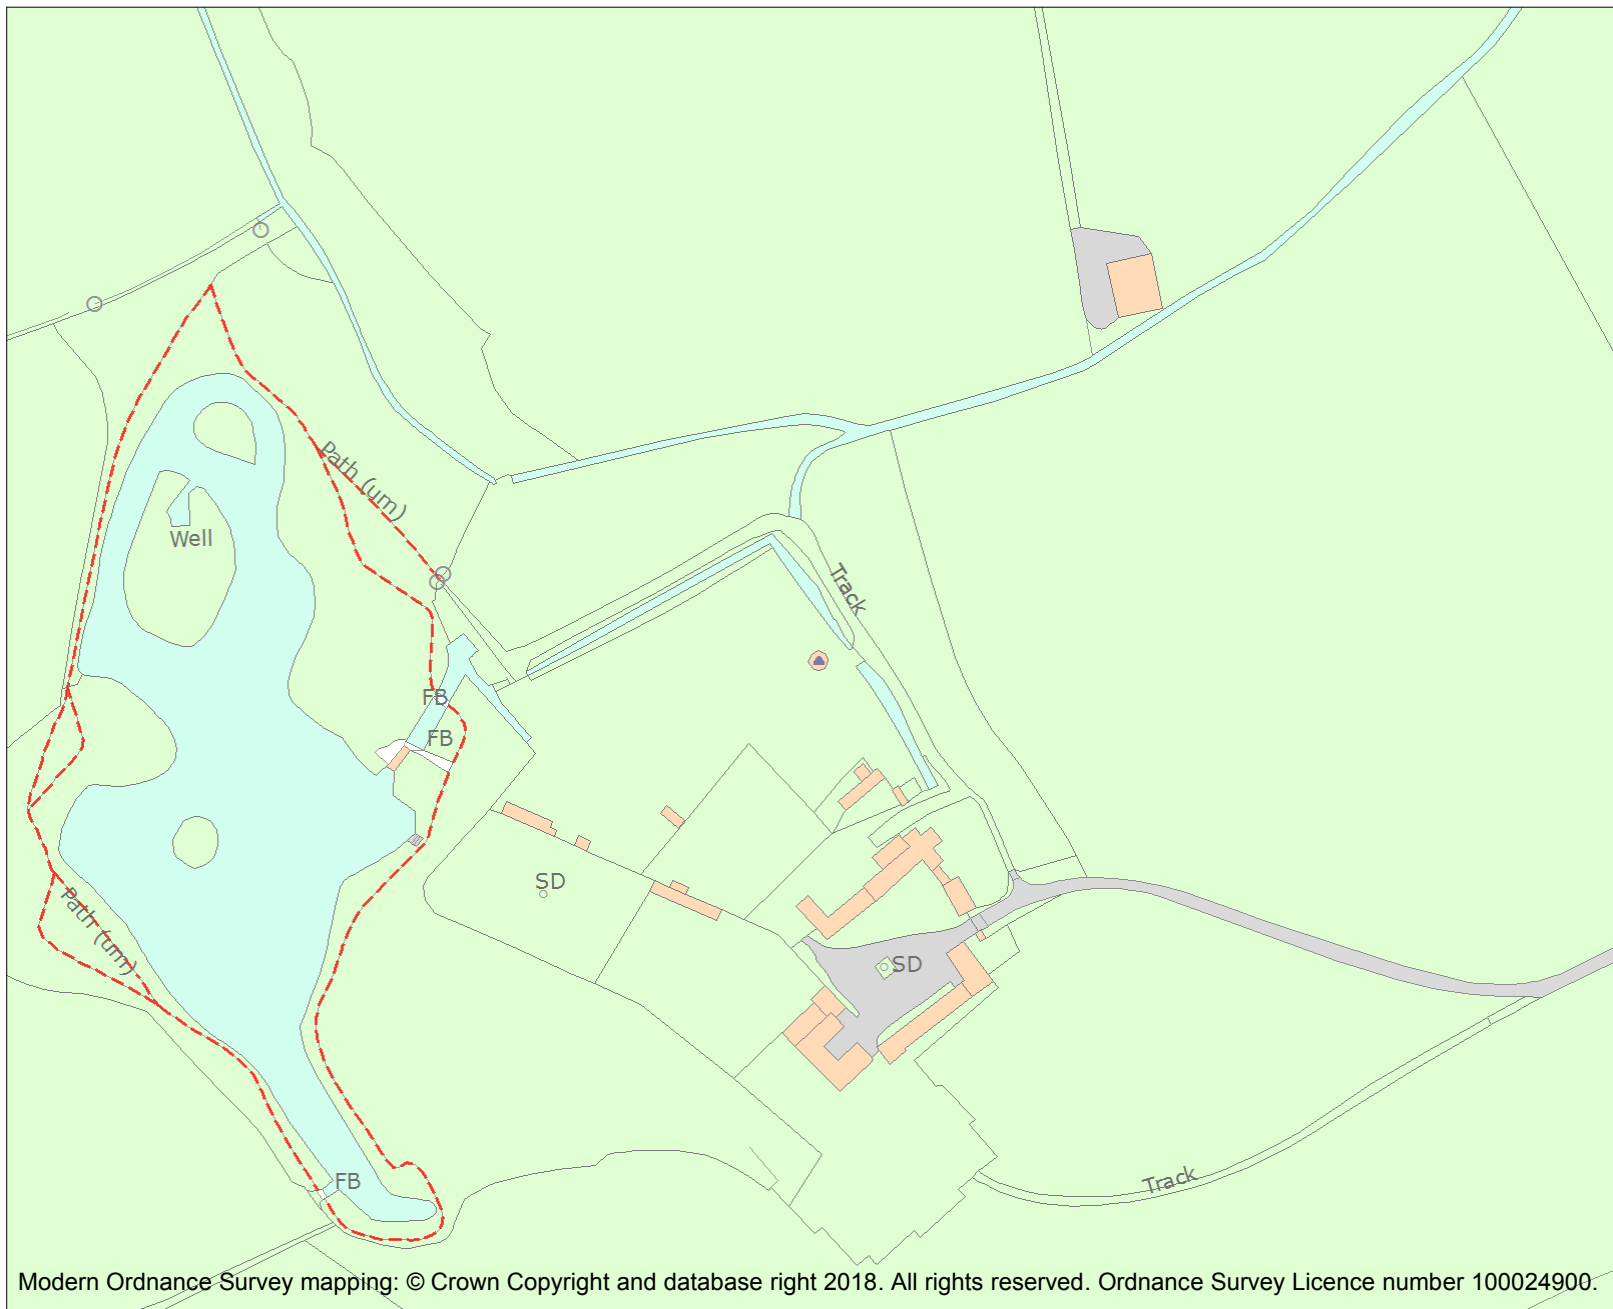 Path (um)
Well
Track
FB
FB
SD
Path (um)
SD
FB
Track
Modern Ordnance Survey mapping: © Crown Copyright and database right 2018. All rights reserved. Ordnance Survey Licence number 100024900.